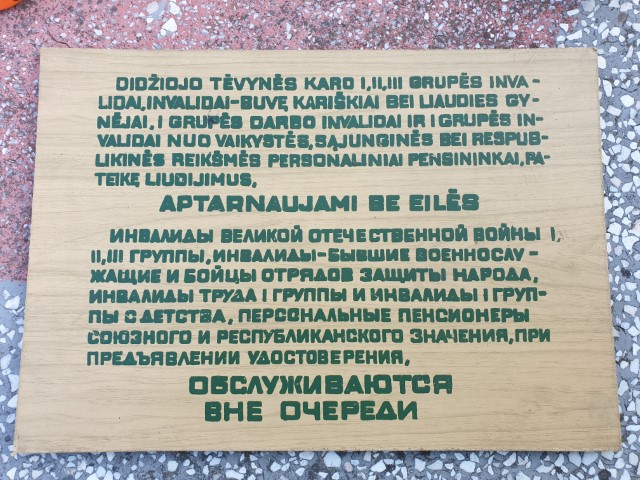 DIDŽIOJO TĖVYNĖS KARO I, II, III GRUPĖS INVA-
LIDAI, INVALIDAI-BUVĘ KARIŠKIAI BEI LIAUDIES GY-
NĖJAI, I GRUPĖS DARBO INVALIDAI IR I GRUPĖS IN-
VALIDAI NUO VAIKYSTĖS, SĄJUNGINĖS BEI RESPUB-
LIKINĖS REIKŠMĖS PERSONALINIAI PENSININKAI, PA-
TEIKĘ LIUDIJIMUS,
APTARNAUJAMI BE EILĖS
ИНВАЛИДЫ ВЕЛИКОЙ ОТЕЧЕСТВЕННОЙ ВОЙНЫ I,
II, III ГРУППЫ, ИНВАЛИДЫ-БЫВШИЕ ВОЕННОСЛУ-
ЖАЩИЕ И БОЙЦЫ ОТРЯДОВ ЗАЩИТЫ НАРОДА,
ИНВАЛИДЫ ТРУДА I ГРУППЫ И ИНВАЛИДЫ I ГРУП-
ПЫ С ДЕТСТВА, ПЕРСОНАЛЬНЫЕ ПЕНСИОНЕРЫ
СОЮЗНОГО И РЕСПУБЛИКАНСКОГО ЗНАЧЕНИЯ, ПРИ
ПРЕДЪЯВЛЕНИИ УДОСТОВЕРЕНИЯ,
ОБСЛУЖИВАЮТСЯ
ВНЕ ОЧЕРЕДИ